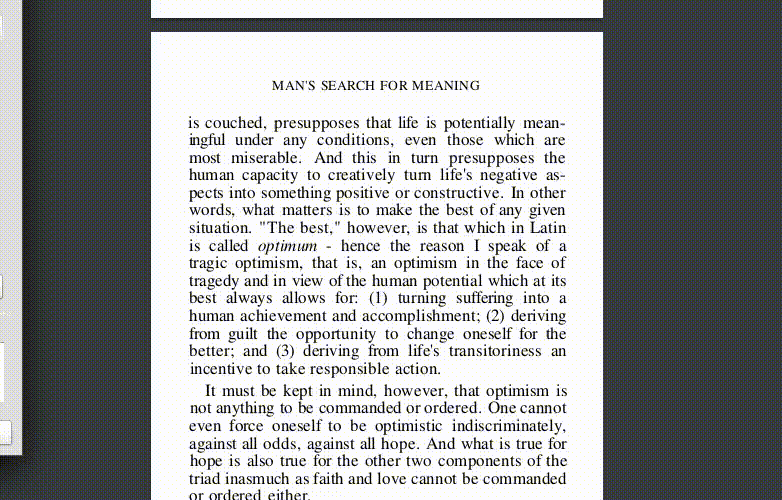 MAN'S SEARCH FOR MEANING
is couched, presupposes that life is potentially mean-
ingful under any conditions, even those which are
most miserable. And this in turn presupposes the
human capacity to creatively turn life's negative as-
pects into something positive or constructive. In other
words, what matters is to make the best of any given
situation. "The best," however, is that which in Latin
is called optimum - hence the reason I speak of a
tragic optimism, that is, an optimism in the face of
tragedy and in view of the human potential which at its
best always allows for: (1) turning suffering into a
human achievement and accomplishment; (2) deriving
from guilt the opportunity to change oneself for the
better; and (3) deriving from life's transitoriness an
incentive to take responsible action.
It must be kept in mind, however, that optimism is
not anything to be commanded or ordered. One cannot
even force oneself to be optimistic indiscriminately,
against all odds, against all hope. And what is true for
hope is also true for the other two components of the
triad inasmuch as faith and love cannot be commanded
or ordered either.